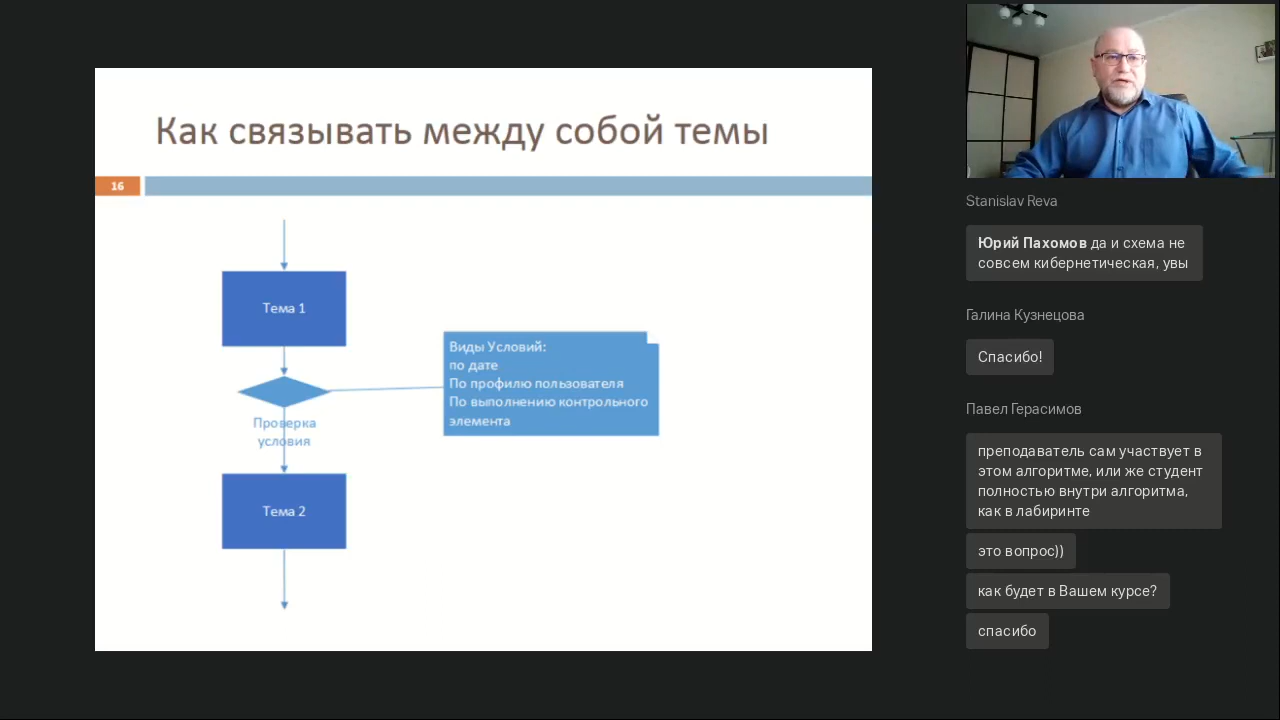 Как связывать между собой темы
16
Тема 1
Виды Условий:
по дате
По профилю пользователя
По выполнению контрольного
элемента
Проверка
условия
Тема 2
Stanislav Reva
Юрий Пахомов да и схема не
совсем кибернетическая, увы
Галина Кузнецова
Спасибо!
Павел Герасимов
преподаватель сам участвует в
этом алгоритме, или же студент
полностью внутри алгоритма,
как в лабиринте
это вопрос))
как будет в Вашем курсе?
спасибо